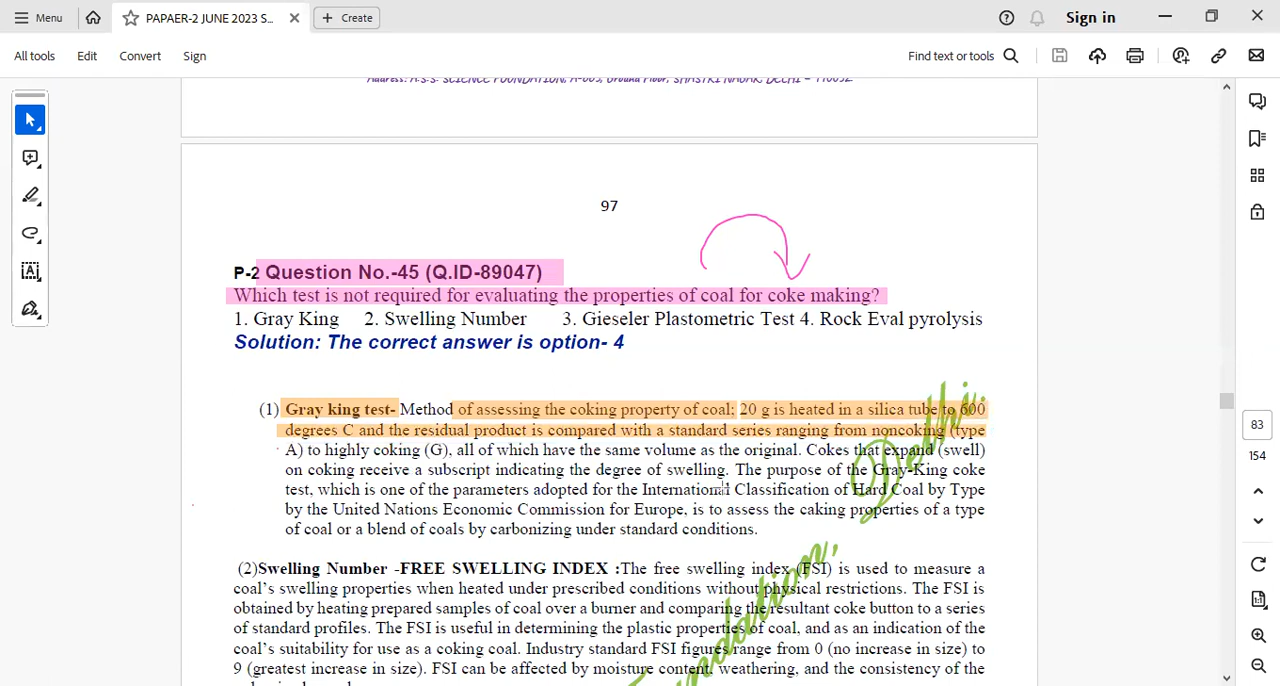 Menu
PAPAER-2 JUNE 2023 S...
Create
Sign in
All tools Edit Convert Sign
Find text or tools
Address: A.S.S. SCIENCE FOUNDATION, A-665, Ground Floor, SHASTRI NAGAR, DELHI – 110052
97
P-2 Question No.-45 (Q.ID-89047)
Which test is not required for evaluating the properties of coal for coke making?
1. Gray King 2. Swelling Number 3. Gieseler Plastometric Test 4. Rock Eval pyrolysis
Solution: The correct answer is option- 4
(1) Gray king test- Method of assessing the coking property of coal; 20 g is heated in a silica tube to 600
degrees C and the residual product is compared with a standard series ranging from noncoking (type
A) to highly coking (G), all of which have the same volume as the original. Cokes that expand (swell)
on coking receive a subscript indicating the degree of swelling. The purpose of the Gray-King coke
test, which is one of the parameters adopted for the International Classification of Hard Coal by Type
by the United Nations Economic Commission for Europe, is to assess the caking properties of a type
of coal or a blend of coals by carbonizing under standard conditions.
(2)Swelling Number -FREE SWELLING INDEX :The free swelling index (FSI) is used to measure a
coal's swelling properties when heated under prescribed conditions without physical restrictions. The FSI is
obtained by heating prepared samples of coal over a burner and comparing the resultant coke button to a series
of standard profiles. The FSI is useful in determining the plastic properties of coal, and as an indication of the
coal's suitability for use as a coking coal. Industry standard FSI figures range from 0 (no increase in size) to
9 (greatest increase in size). FSI can be affected by moisture content, weathering, and the consistency of the
Delhi.
83
154